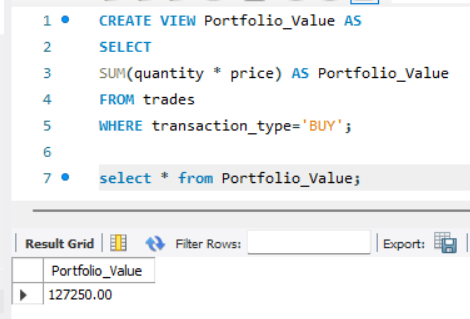 1 CREATE VIEW Portfolio_Value AS
2 SELECT
3 SUM(quantity * price) AS Portfolio_Value
4 FROM trades
5 WHERE transaction_type='BUY';
6
7 select * from Portfolio_Value;
Result Grid Filter Rows: Export:
Portfolio_Value
127250.00